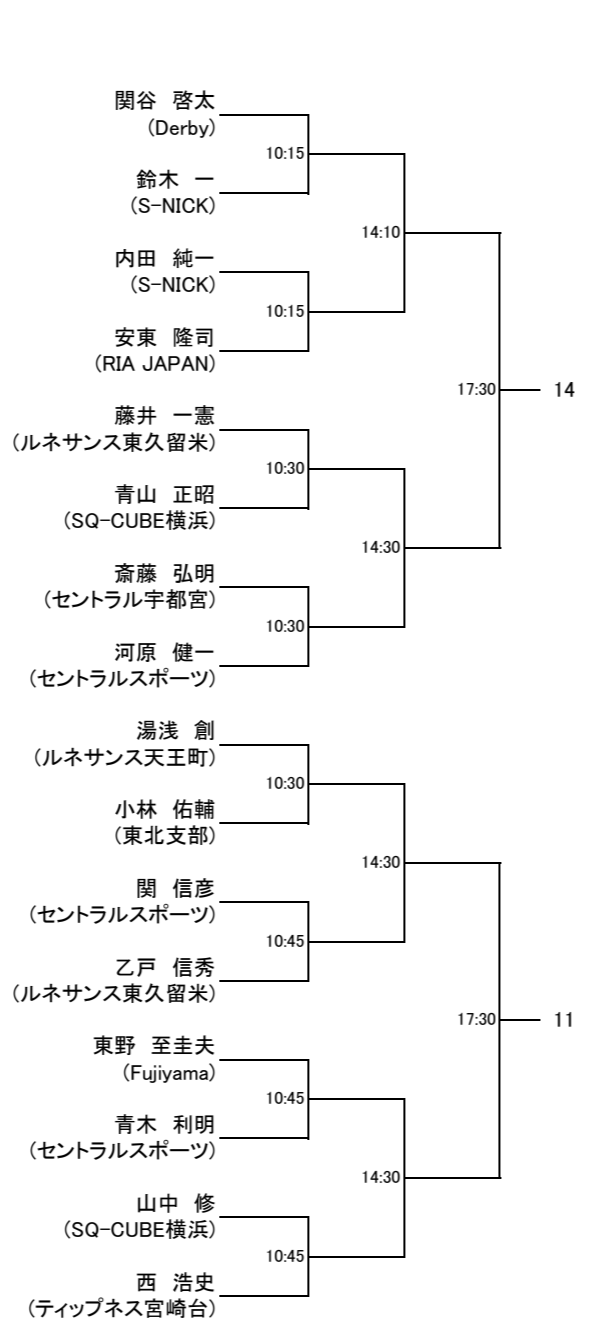 関谷 啓太
(Derby)
10:15
鈴木 一
(S-NICK)
14:10
内田 純一
(S-NICK)
10:15
安東 隆司
(RIA JAPAN)
17:30
14
藤井 一憲
(ルネサンス東久留米)
10:30
青山 正昭
(SQ-CUBE横浜)
14:30
斎藤 弘明
(セントラル宇都宮)
10:30
河原 健一
(セントラルスポーツ)
湯浅 創
(ルネサンス天王町)
10:30
小林 佑輔
(東北支部)
14:30
関 信彦
(セントラルスポーツ)
10:45
乙戸 信秀
(ルネサンス東久留米)
17:30
11
東野 至圭夫
(Fujiyama)
10:45
青木 利明
(セントラルスポーツ)
14:30
山中 修
(SQ-CUBE横浜)
10:45
西 浩史
(ティップネス宮崎台)